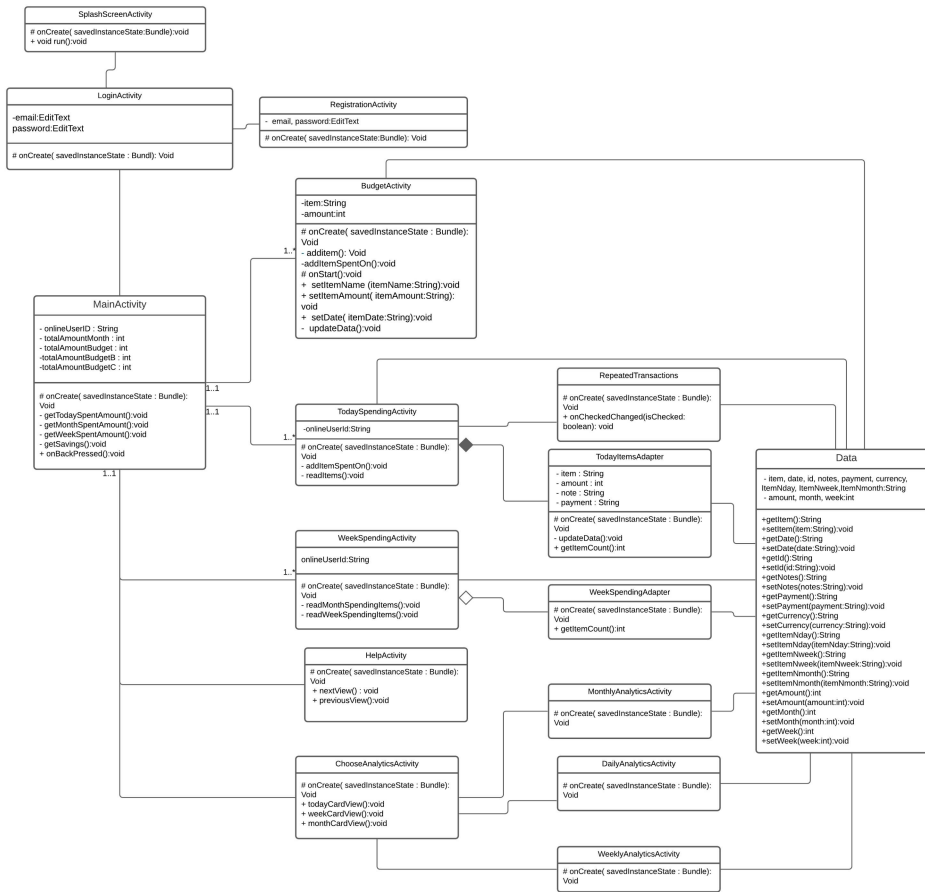 SplashScreenActivity
# onCreate( savedInstanceState:Bundle):void
+ void run():void
LoginActivity
-email:EditText
password:EditText
# onCreate( savedInstanceState : Bundl): Void
RegistrationActivity
- email, password:EditText
# onCreate( savedInstanceState:Bundle): Void
BudgetActivity
-item:String
-amount:int
# onCreate( savedInstanceState : Bundle):
Void
- additem(): Void
-addItemSpentOn():void
# onStart():void
+ setItemName (itemName:String):void
+ setItemAmount( itemAmount:String):
void
+ setDate( itemDate:String):void
- updateData():void
1..*
MainActivity
- onlineUserID : String
- totalAmountMonth : int
- totalAmountBudget : int
-totalAmountBudgetB : int
-totalAmountBudgetC : int
# onCreate( savedInstanceState : Bundle):
Void
- getTodaySpentAmount():void
- getMonthSpentAmount():void
- getWeekSpentAmount():void
- getSavings():void
+ onBackPressed():void
1..1
1..1
1..1
TodaySpendingActivity
-onlineUserId:String
# onCreate( savedInstanceState : Bundle):
Void
- addItemSpentOn():void
- readItems():void
1..*
RepeatedTransactions
# onCreate( savedInstanceState : Bundle):
Void
+ onCheckedChanged(isChecked:
boolean): void
TodayItemsAdapter
- item : String
- amount : int
- note : String
- payment : String
# onCreate( savedInstanceState : Bundle):
Void
- updateData():void
+ getItemCount():int
Data
- item, date, id, notes, payment, currency,
ItemNday, ItemNweek,ItemNmonth:String
- amount, month, week:int
+getItem():String
+setItem(item:String):void
+getDate():String
+setDate(date:String):void
+getId():String
+setId(id:String):void
+getNotes():String
+setNotes(notes:String):void
+getPayment():String
+setPayment(payment:String):void
+getCurrency():String
+setCurrency(currency:String):void
+getItemNday():String
+setItemNday(itemNday:String):void
+getItemNweek():String
+setItemNweek(itemNweek:String):void
+getItemNmonth():String
+setItemNmonth(itemNmonth:String):void
+getAmount():int
+setAmount(amount:int):void
+getMonth():int
+setMonth(month:int):void
+getWeek():int
+setWeek(week:int):void
WeekSpendingActivity
onlineUserId:String
# onCreate( savedInstanceState : Bundle):
Void
- readMonthSpendingItems():void
- readWeekSpendingItems():void
1..*
WeekSpendingAdapter
# onCreate( savedInstanceState : Bundle):
Void
+ getItemCount():int
HelpActivity
# onCreate( savedInstanceState : Bundle):
Void
+ nextView() : void
+ previousView():void
MonthlyAnalyticsActivity
# onCreate( savedInstanceState : Bundle):
Void
ChooseAnalyticsActivity
# onCreate( savedInstanceState : Bundle):
Void
+ todayCardView():void
+ weekCardView():void
+ monthCardView():void
DailyAnalyticsActivity
# onCreate( savedInstanceState : Bundle):
Void
WeeklyAnalyticsActivity
# onCreate( savedInstanceState : Bundle):
Void